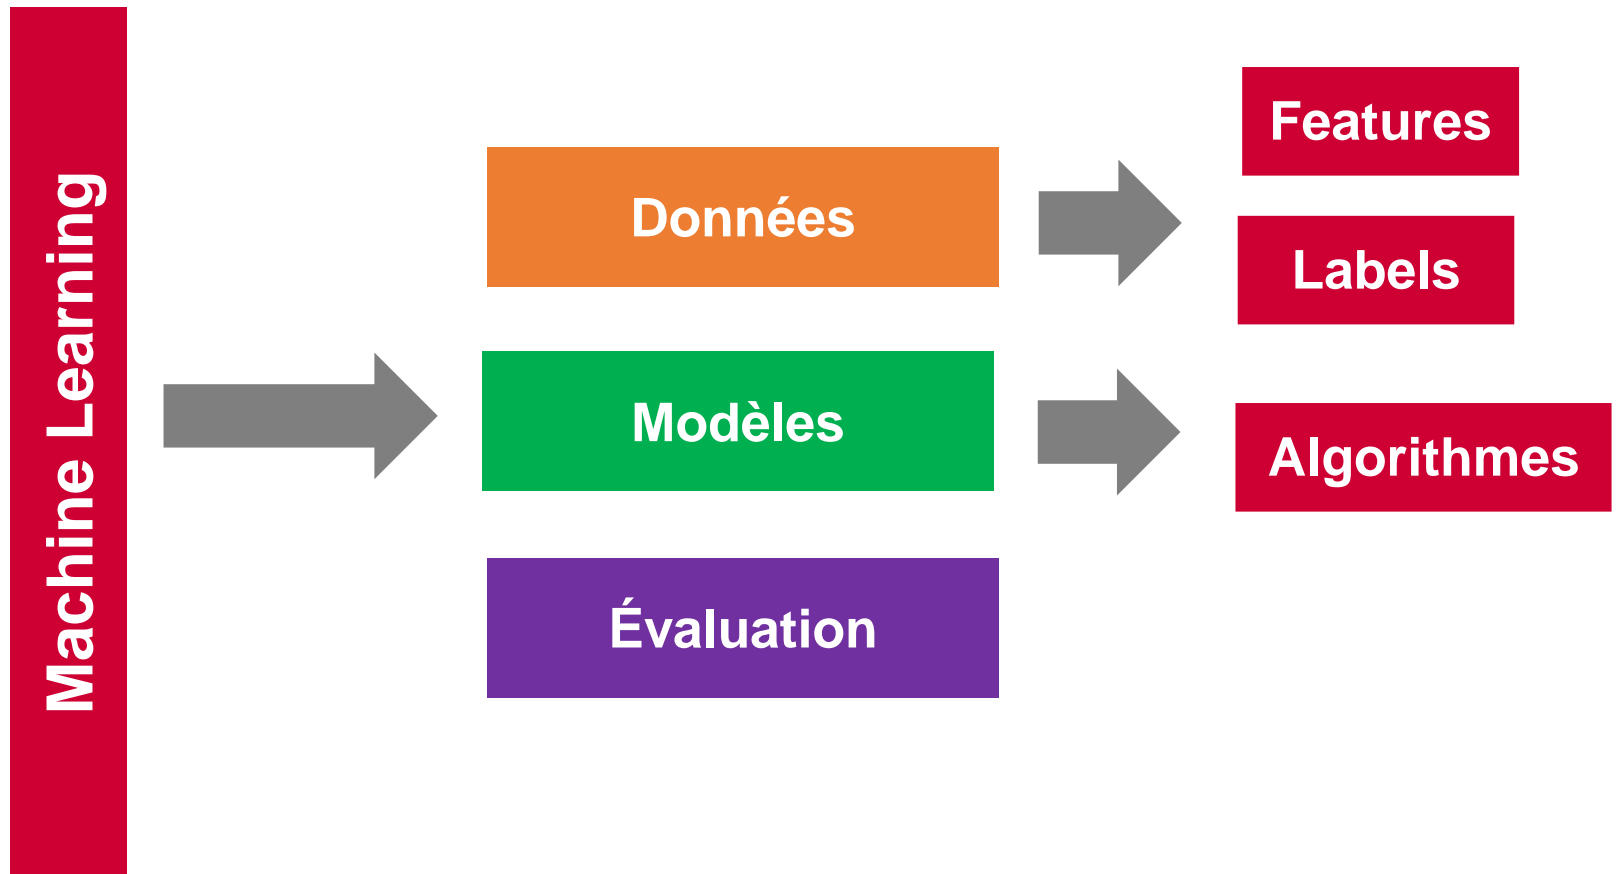 Machine Learning
Données
Features
Labels
Modèles
Algorithmes
Évaluation